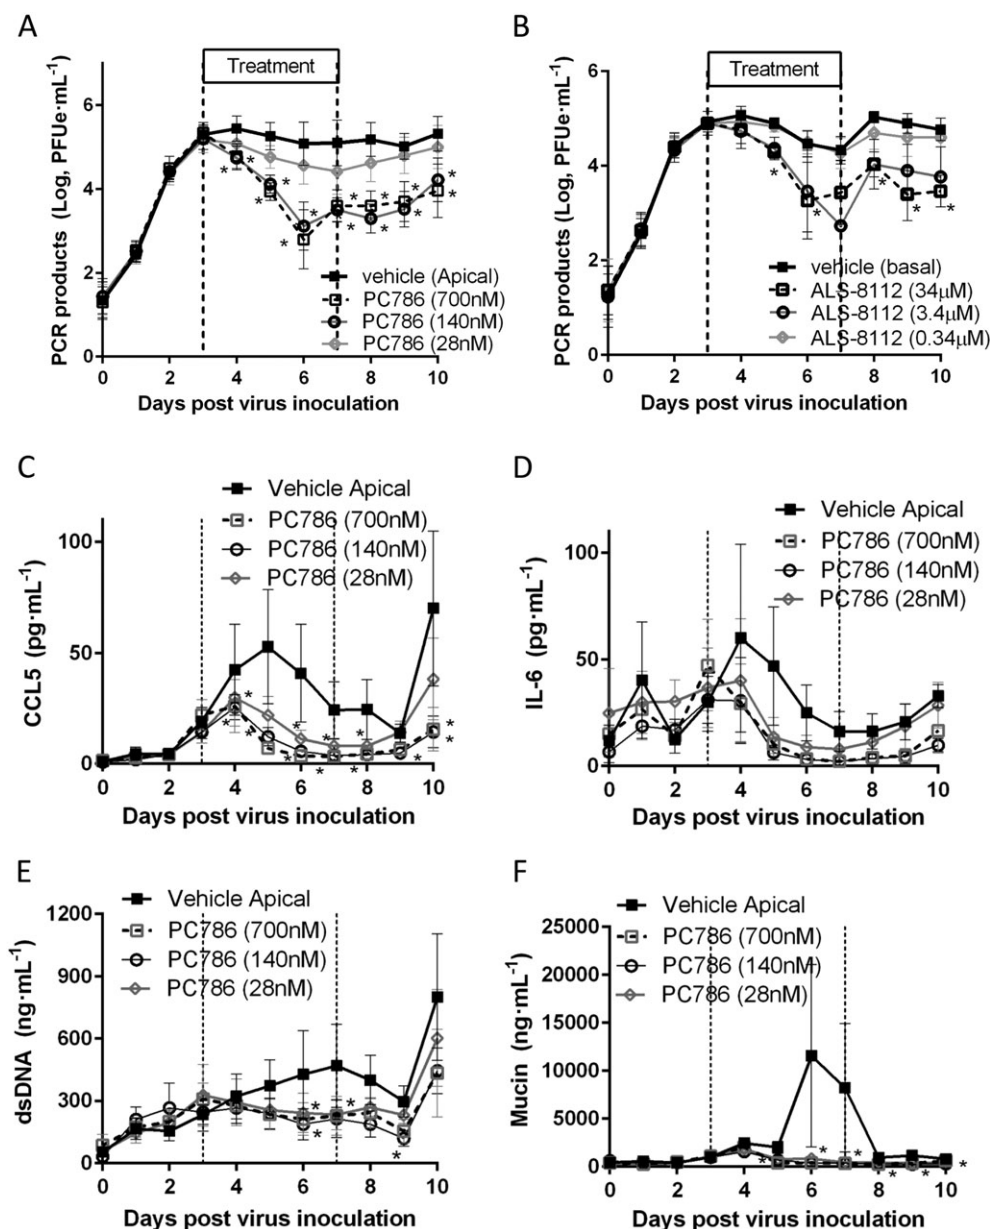 A
Treatment
PCR products (Log, PFUe·mL⁻¹)
6
4
2
0
* * * * * * * * * * * * *
vehicle (Apical)
PC786 (700nM)
PC786 (140nM)
PC786 (28nM)
0 2 4 6 8 10
Days post virus inoculation
B
Treatment
PCR products (Log, PFUe·mL⁻¹)
6
4
2
0
* * * * *
vehicle (basal)
ALS-8112 (34µM)
ALS-8112 (3.4µM)
ALS-8112 (0.34µM)
0 2 4 6 8 10
Days post virus inoculation
C
Vehicle Apical
PC786 (700nM)
PC786 (140nM)
PC786 (28nM)
CCL5 (pg·mL⁻¹)
100
50
0
* * * * * * * * * * * *
0 2 4 6 8 10
Days post virus inoculation
D
Vehicle Apical
PC786 (700nM)
PC786 (140nM)
PC786 (28nM)
IL-6 (pg·mL⁻¹)
100
50
0
0 2 4 6 8 10
Days post virus inoculation
E
Vehicle Apical
PC786 (700nM)
PC786 (140nM)
PC786 (28nM)
dsDNA (ng·mL⁻¹)
1200
900
600
300
0
* * * *
0 2 4 6 8 10
Days post virus inoculation
F
Vehicle Apical
PC786 (700nM)
PC786 (140nM)
PC786 (28nM)
Mucin (ng·mL⁻¹)
25000
20000
15000
10000
5000
0
* * * * * *
0 2 4 6 8 10
Days post virus inoculation